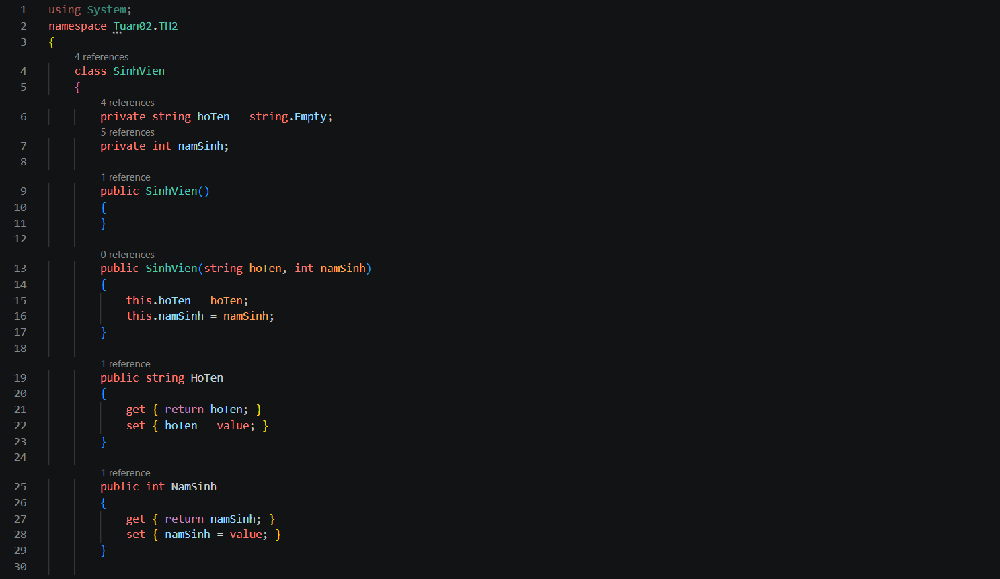 1 using System;
2 namespace Tuan02.TH2
3 {
4 references
4 class SinhVien
5 {
4 references
6 private string hoTen = string.Empty;
5 references
7 private int namSinh;
8
1 reference
9 public SinhVien()
10 {
11 }
12
0 references
13 public SinhVien(string hoTen, int namSinh)
14 {
15 this.hoTen = hoTen;
16 this.namSinh = namSinh;
17 }
18
1 reference
19 public string HoTen
20 {
21 get { return hoTen; }
22 set { hoTen = value; }
23 }
24
1 reference
25 public int NamSinh
26 {
27 get { return namSinh; }
28 set { namSinh = value; }
29 }
30